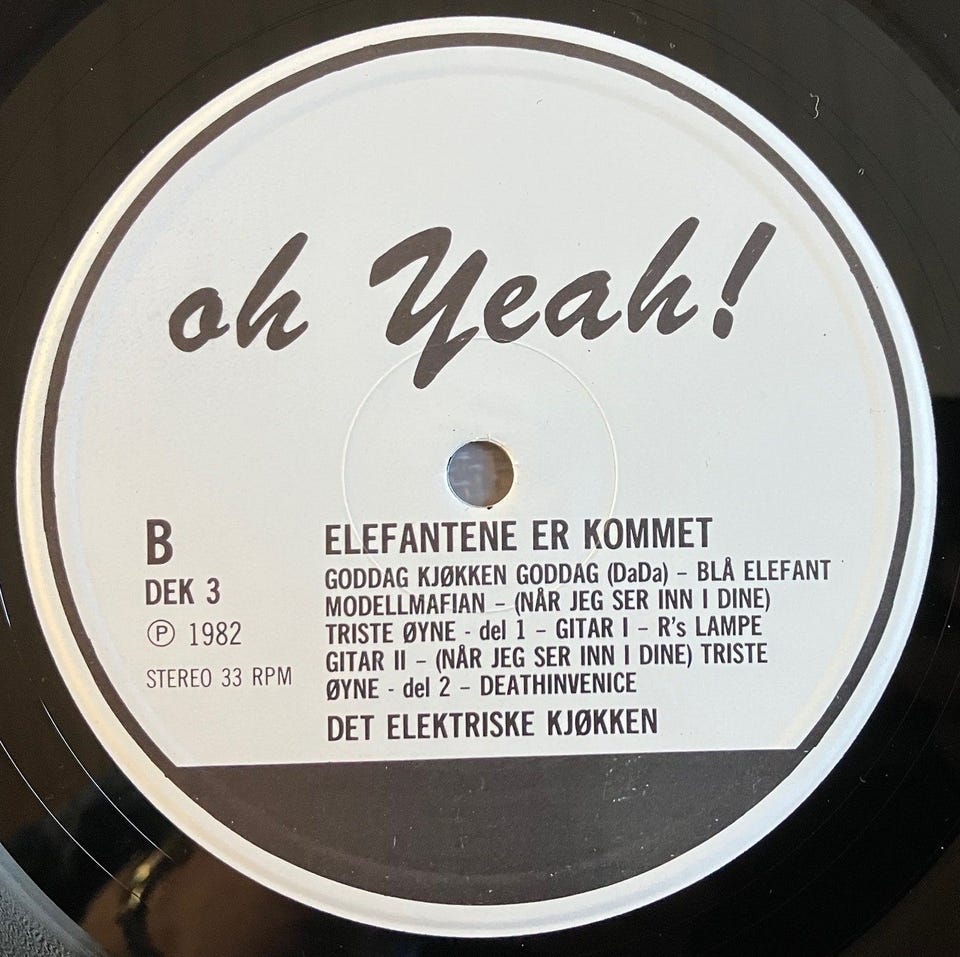 oh Yeah!
B
DEK 3
Ⓟ 1982
STEREO 33 RPM
ELEFANTENE ER KOMMET
GODDAG KJØKKEN GODDAG (DaDa) – BLÅ ELEFANT
MODELLMAFIAN – (NÅR JEG SER INN I DINE)
TRISTE ØYNE - del 1 – GITAR I – R's LAMPE
GITAR II – (NÅR JEG SER INN I DINE) TRISTE
ØYNE - del 2 – DEATHINVENICE
DET ELEKTRISKE KJØKKEN